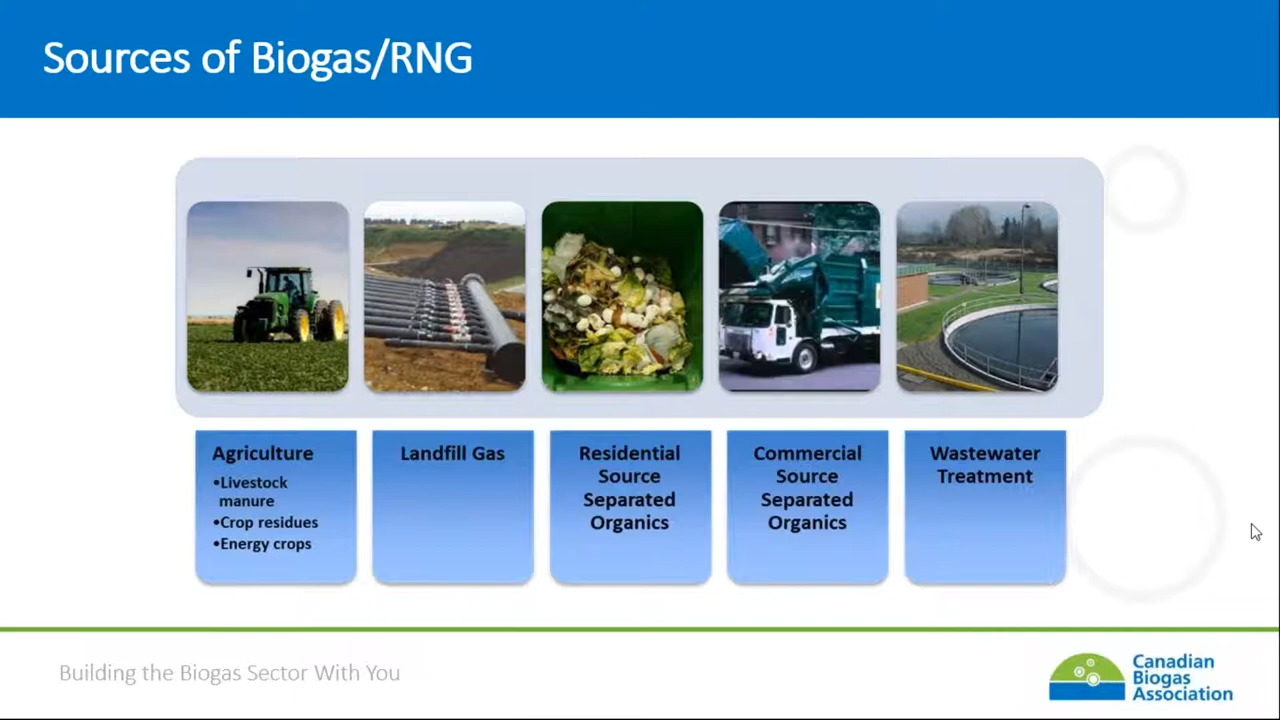 Sources of Biogas/RNG
Agriculture
•Livestock
manure
•Crop residues
•Energy crops
Landfill Gas
Residential
Source
Separated
Organics
Commercial
Source
Separated
Organics
Wastewater
Treatment
Building the Biogas Sector With You
Canadian
Biogas
Association